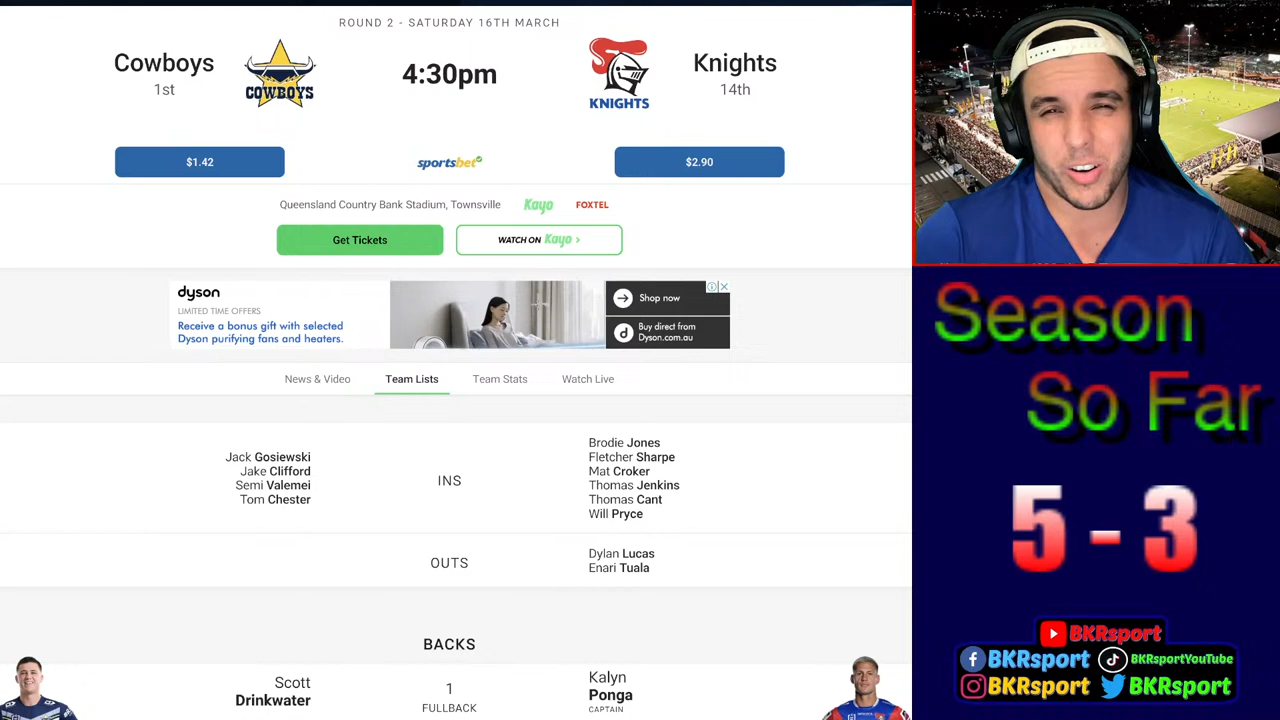 ROUND 2 - SATURDAY 16TH MARCH
Cowboys
1st
COWBOYS
4:30pm
KNIGHTS
Knights
14th
$1.42
sportsbet
$2.90
Queensland Country Bank Stadium, Townsville
Kayo
FOXTEL
Get Tickets
WATCH ON Kayo >
dyson
LIMITED TIME OFFERS
Receive a bonus gift with selected
Dyson purifying fans and heaters.
Shop now
Buy direct from
Dyson.com.au
News & Video
Team Lists
Team Stats
Watch Live
Jack Gosiewski
Jake Clifford
Semi Valemei
Tom Chester
INS
Brodie Jones
Fletcher Sharpe
Mat Croker
Thomas Jenkins
Thomas Cant
Will Pryce
OUTS
Dylan Lucas
Enari Tuala
BACKS
Scott
Drinkwater
1
FULLBACK
Kalyn
Ponga
CAPTAIN
Season
So Far
5 - 3
BKRsport
BKRsport
BKRsportYouTube
BKRsport
BKRsport